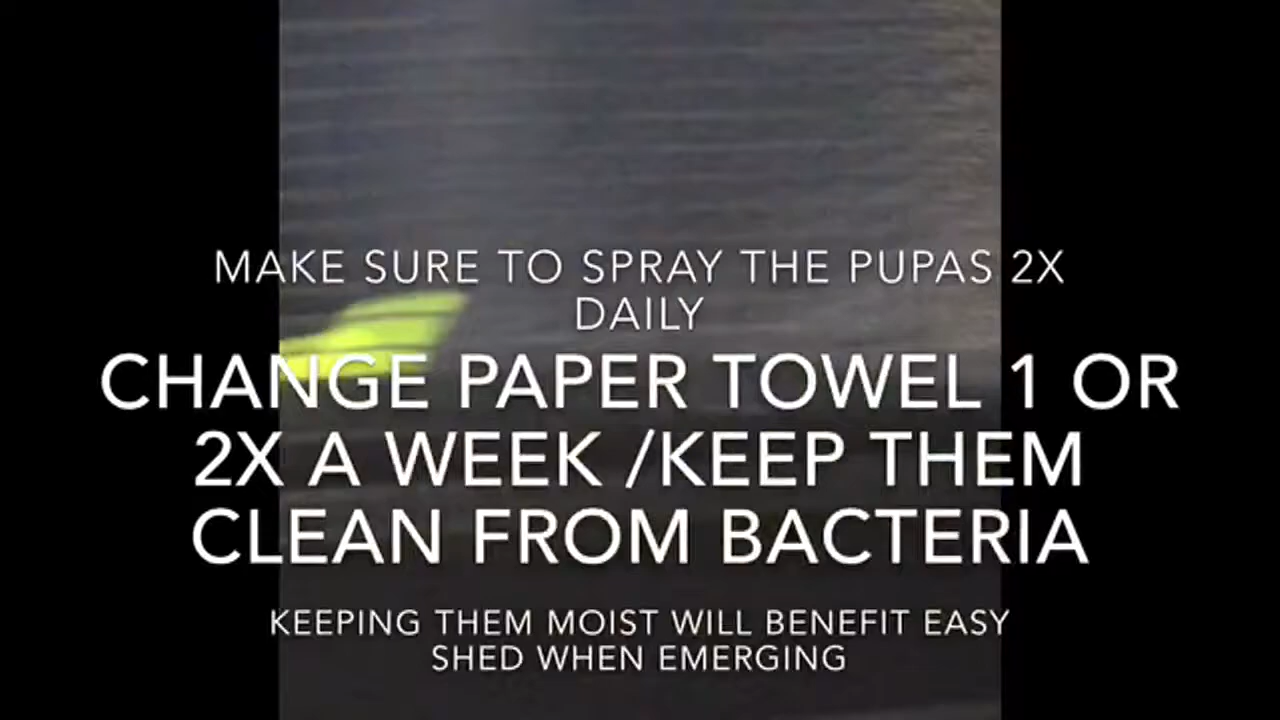 MAKE SURE TO SPRAY THE PUPAS 2X
DAILY
CHANGE PAPER TOWEL 1 OR
2X A WEEK /KEEP THEM
CLEAN FROM BACTERIA
KEEPING THEM MOIST WILL BENEFIT EASY
SHED WHEN EMERGING